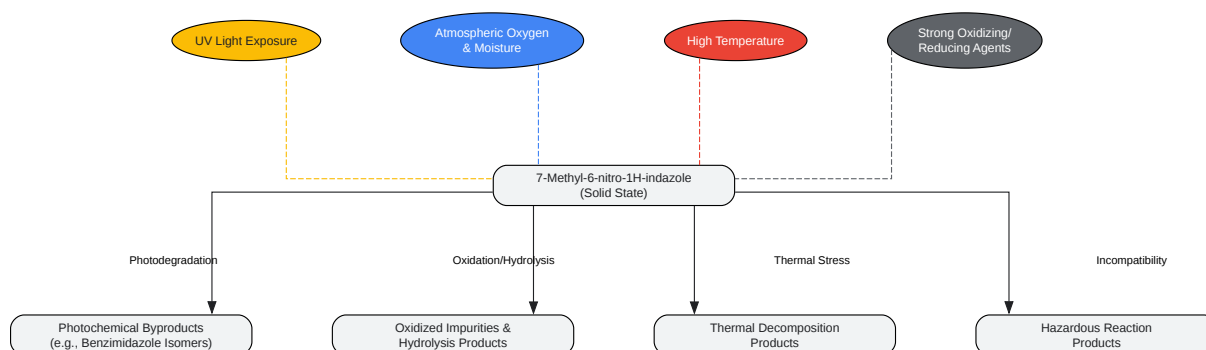 UV Light Exposure
Atmospheric Oxygen
& Moisture
High Temperature
Strong Oxidizing/
Reducing Agents
7-Methyl-6-nitro-1H-indazole
(Solid State)
Photodegradation
Oxidation/Hydrolysis
Thermal Stress
Incompatibility
Photochemical Byproducts
(e.g., Benzimidazole Isomers)
Oxidized Impurities &
Hydrolysis Products
Thermal Decomposition
Products
Hazardous Reaction
Products